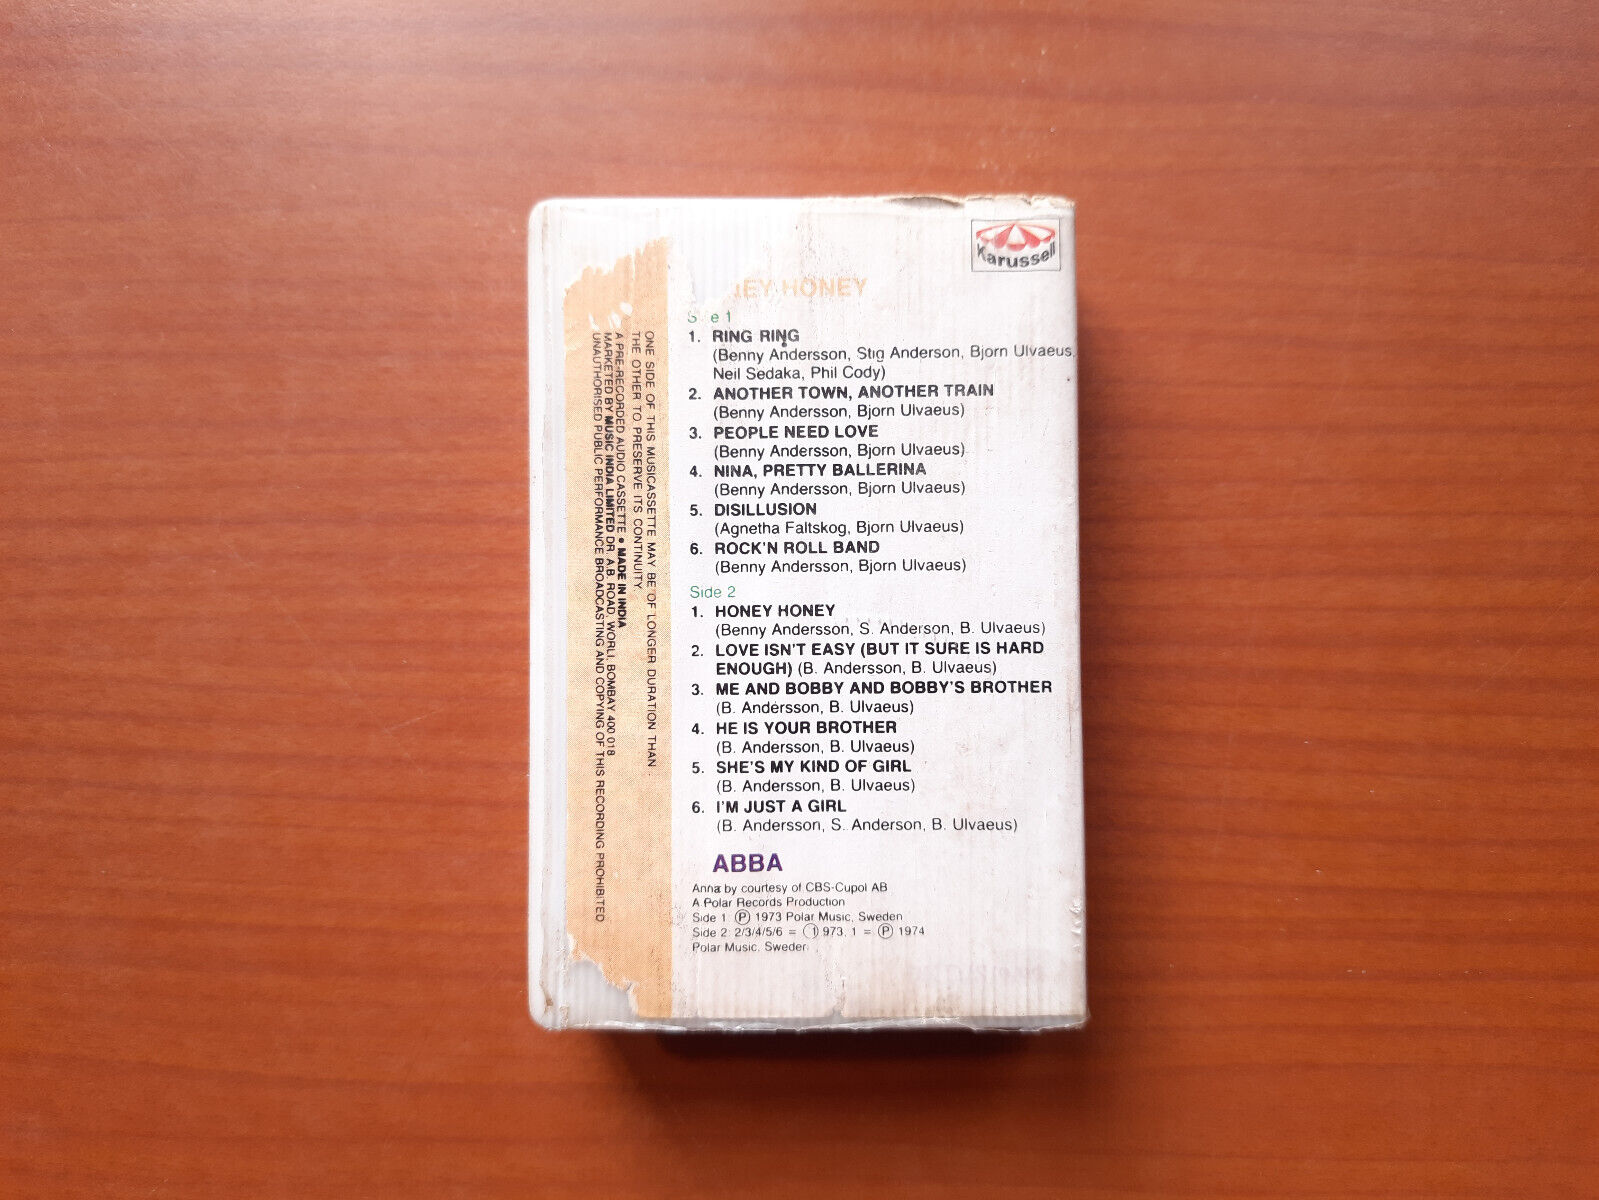 Karussell
HONEY
1
1. RING RING
(Benny Andersson, Stig Anderson, Bjorn Ulvaeus,
Neil Sedaka, Phil Cody)
2. ANOTHER TOWN, ANOTHER TRAIN
(Benny Andersson, Bjorn Ulvaeus)
3. PEOPLE NEED LOVE
(Benny Andersson, Bjorn Ulvaeus)
4. NINA, PRETTY BALLERINA
(Benny Andersson, Bjorn Ulvaeus)
5. DISILLUSION
(Agnetha Faltskog, Bjorn Ulvaeus)
6. ROCK'N ROLL BAND
(Benny Andersson, Bjorn Ulvaeus)
Side 2
1. HONEY HONEY
(Benny Andersson, S. Anderson, B. Ulvaeus)
2. LOVE ISN'T EASY (BUT IT SURE IS HARD
ENOUGH) (B. Andersson, B. Ulvaeus)
3. ME AND BOBBY AND BOBBY'S BROTHER
(B. Andersson, B. Ulvaeus)
4. HE IS YOUR BROTHER
(B. Andersson, B. Ulvaeus)
5. SHE'S MY KIND OF GIRL
(B. Andersson, B. Ulvaeus)
6. I'M JUST A GIRL
(B. Andersson, S. Anderson, B. Ulvaeus)
ABBA
Anna by courtesy of CBS-Cupol AB
A Polar Records Production
Side 1 Ⓟ 1973 Polar Music, Sweden
Side 2: 2/3/4/5/6 = 1973, 1 = Ⓟ 1974
Polar Music. Sweden
ONE SIDE OF THIS MUSICASSETTE MAY BE OF LONGER DURATION THAN
THE OTHER TO PRESERVE ITS CONTINUITY.
A PRE-RECORDED AUDIO CASSETTE • MADE IN INDIA
MARKETED BY MUSIC INDIA LIMITED DR. A.B. ROAD, WORLI, BOMBAY 400 018
UNAUTHORISED PUBLIC PERFORMANCE BROADCASTING AND COPYING OF THIS RECORDING PROHIBITED